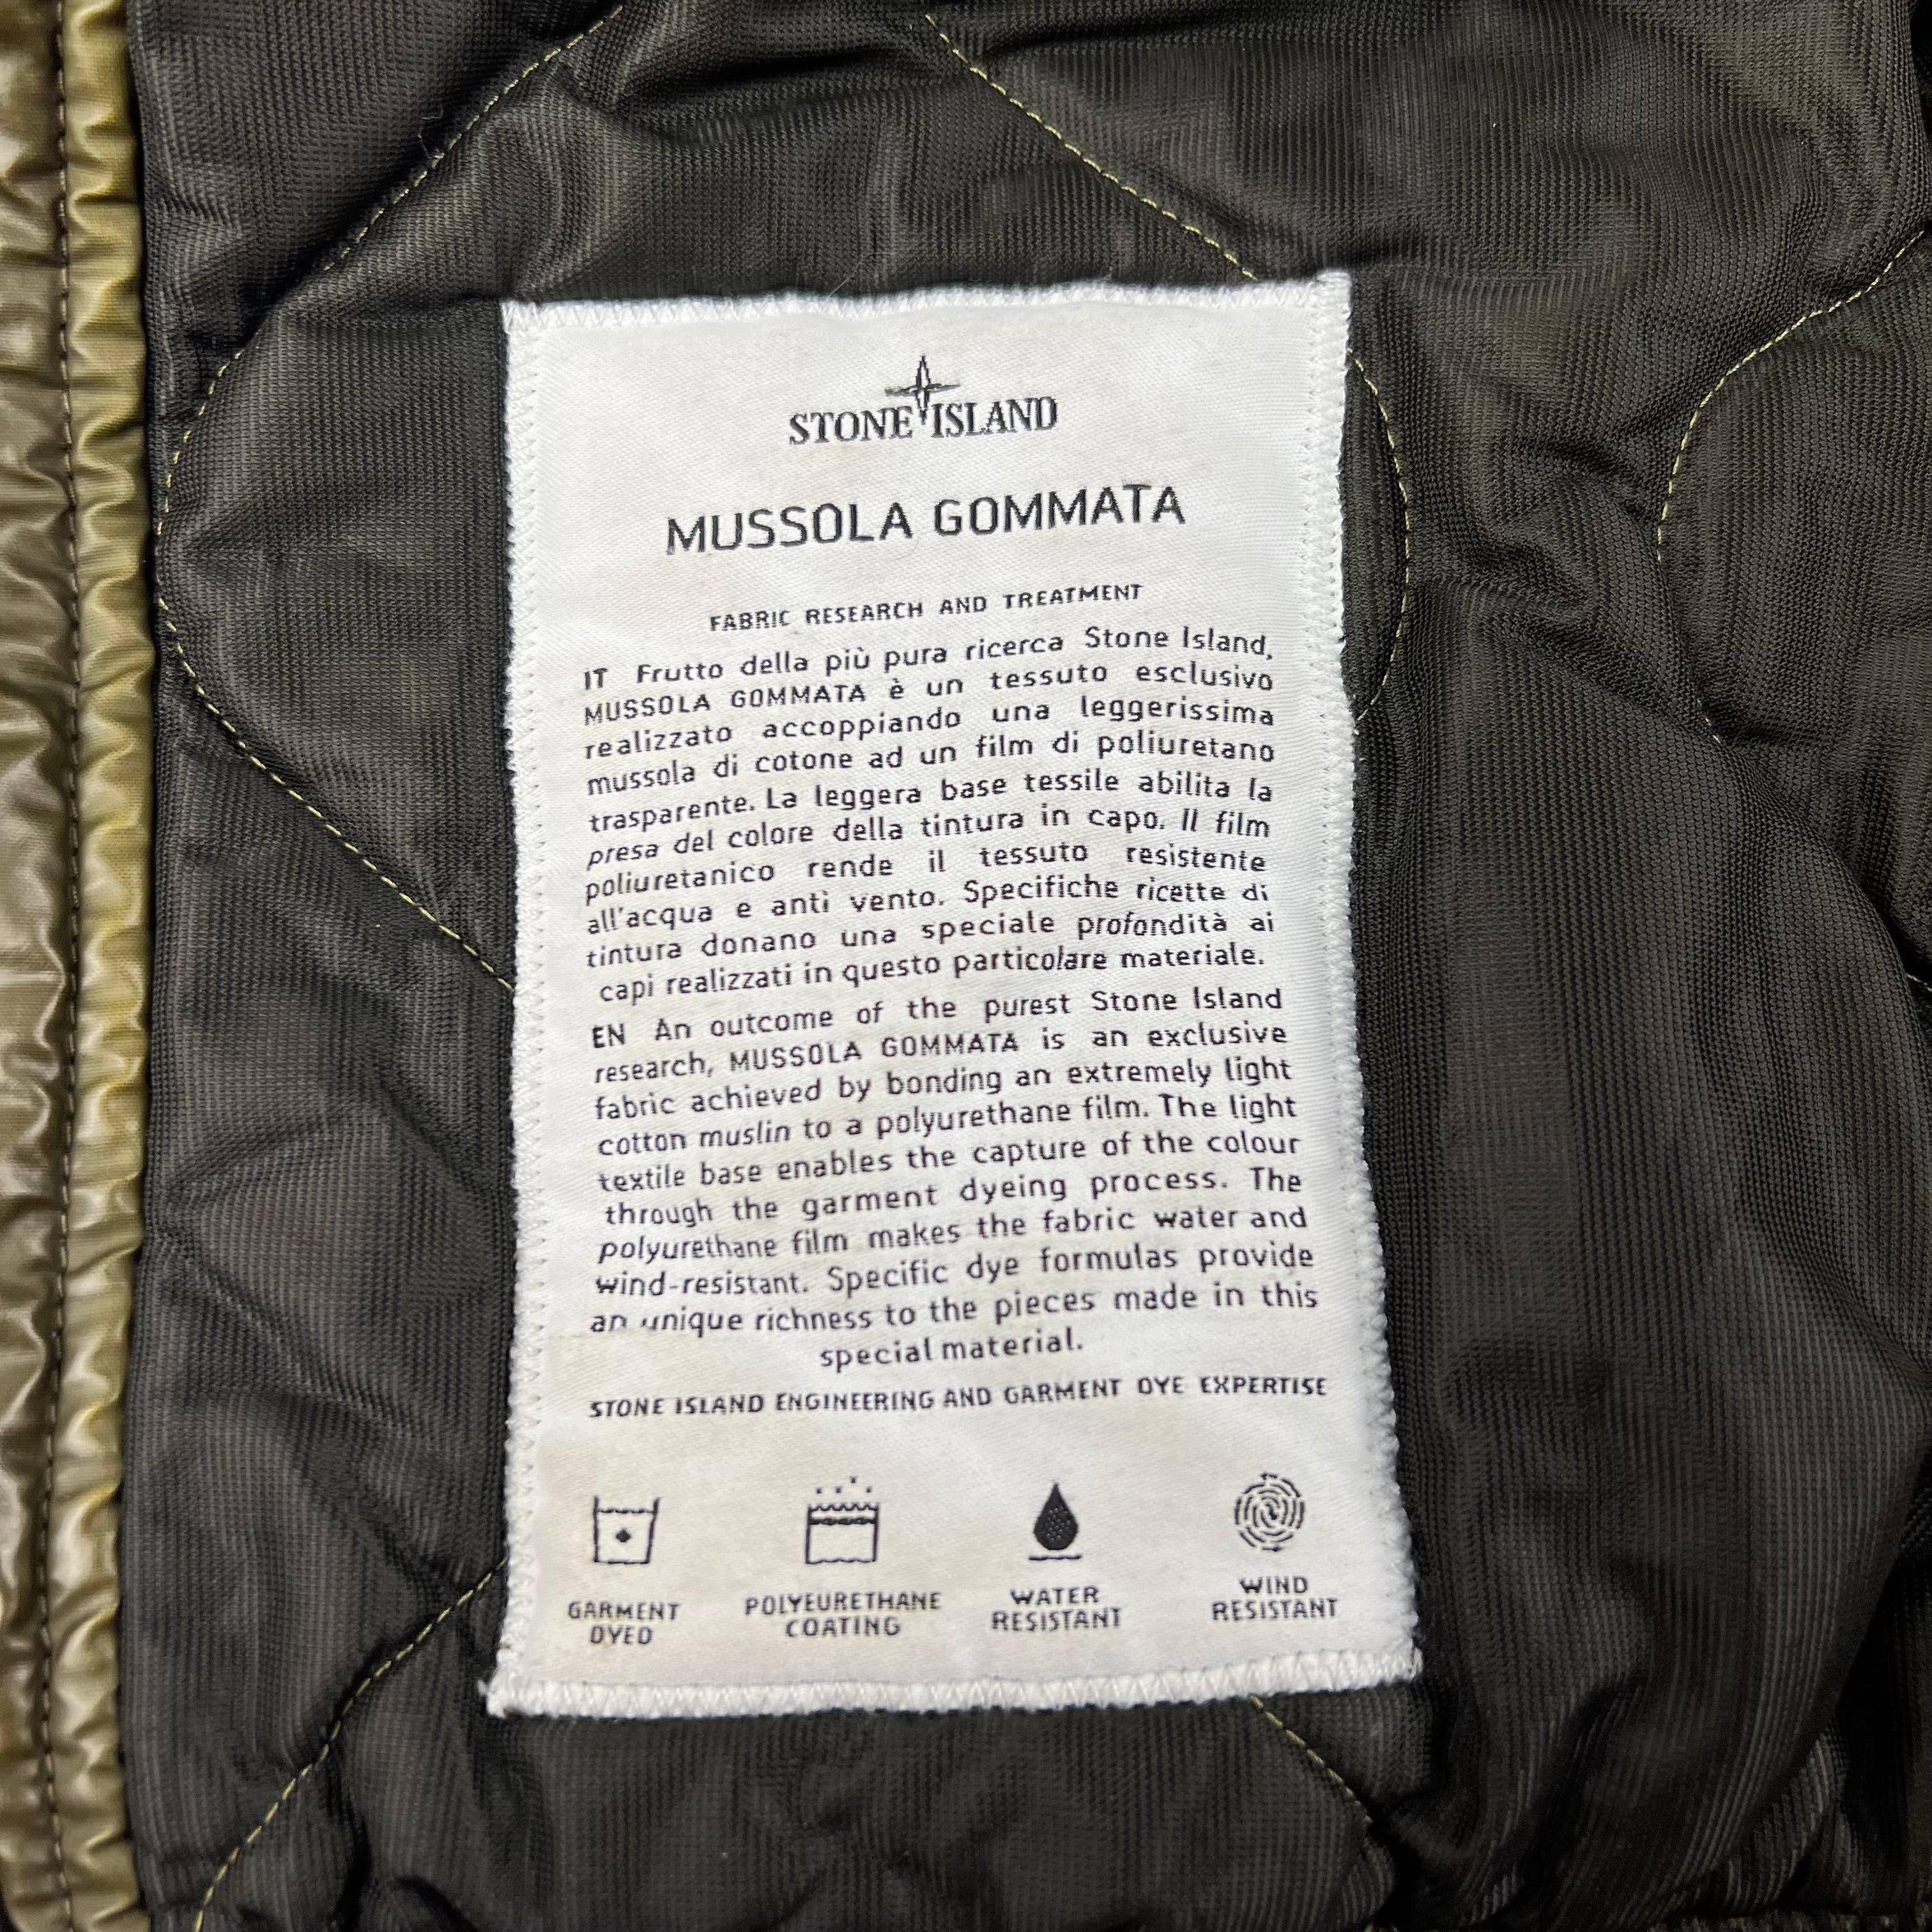 STONE ISLAND
MUSSOLA GOMMATA
FABRIC RESEARCH AND TREATMENT
IT Frutto della più pura ricerca Stone Island,
MUSSOLA GOMMATA è un tessuto esclusivo
realizzato accoppiando una leggerissima
mussola di cotone ad un film di poliuretano
trasparente. La leggera base tessile abilita la
presa del colore della tintura in capo. Il film
poliuretanico rende il tessuto resistente
all'acqua e anti vento. Specifiche ricette di
tintura donano una speciale profondità ai
capi realizzati in questo particolare materiale.
EN An outcome of the purest Stone Island
research, MUSSOLA GOMMATA is an exclusive
fabric achieved by bonding an extremely light
cotton muslin to a polyurethane film. The light
textile base enables the capture of the colour
through the garment dyeing process. The
polyurethane film makes the fabric water and
wind-resistant. Specific dye formulas provide
an unique richness to the pieces made in this
special material.
STONE ISLAND ENGINEERING AND GARMENT DYE EXPERTISE
GARMENT DYED
POLYEURETHANE COATING
WATER RESISTANT
WIND RESISTANT